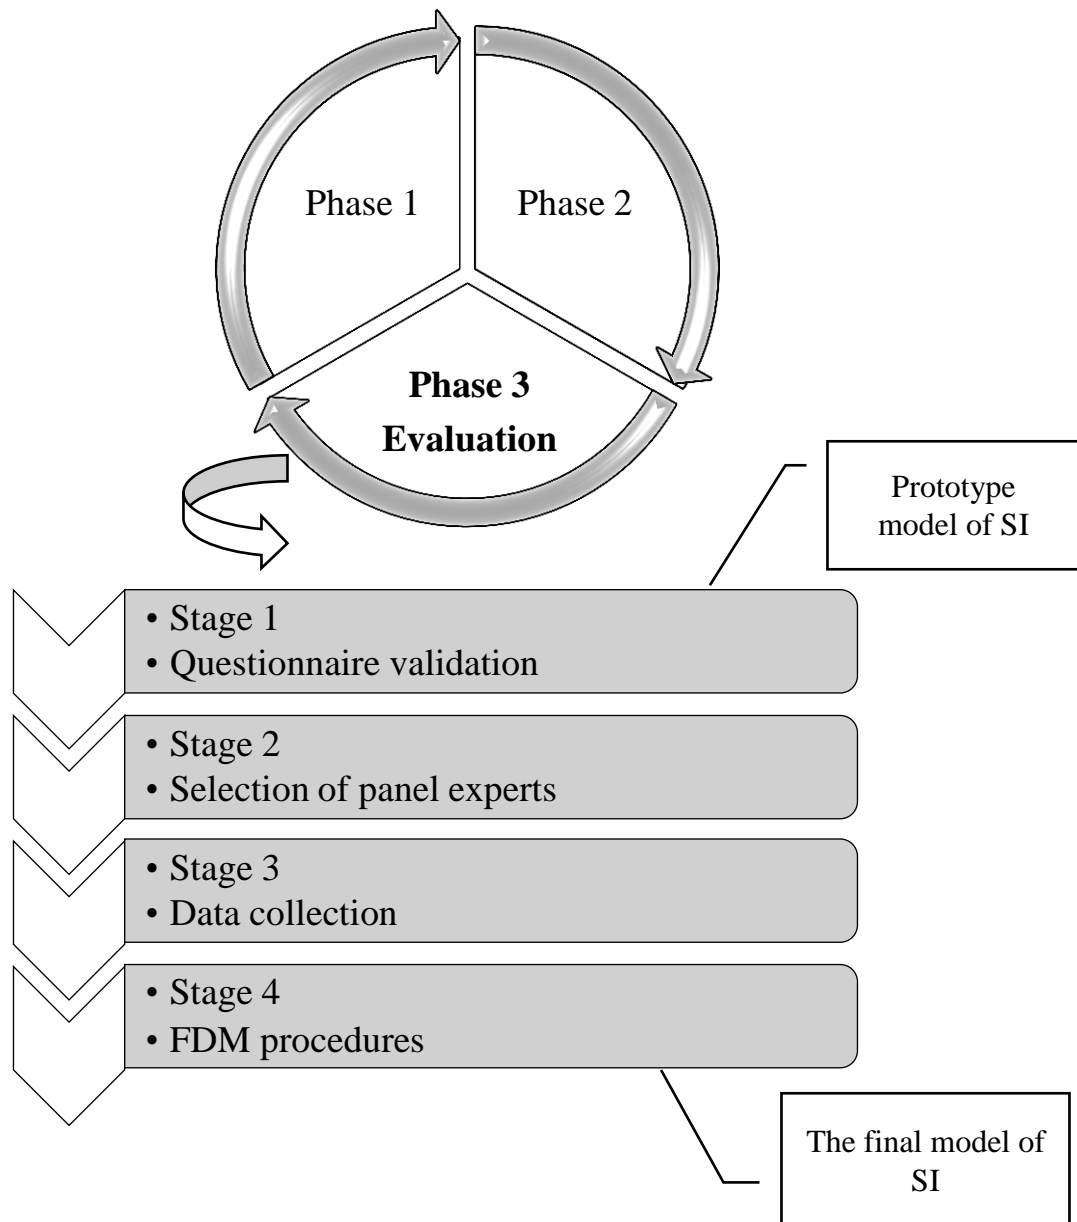 Phase 1
Phase 2
Phase 3
Evaluation
Prototype
model of SI
• Stage 1
• Questionnaire validation
• Stage 2
• Selection of panel experts
• Stage 3
• Data collection
• Stage 4
• FDM procedures
The final model of
SI